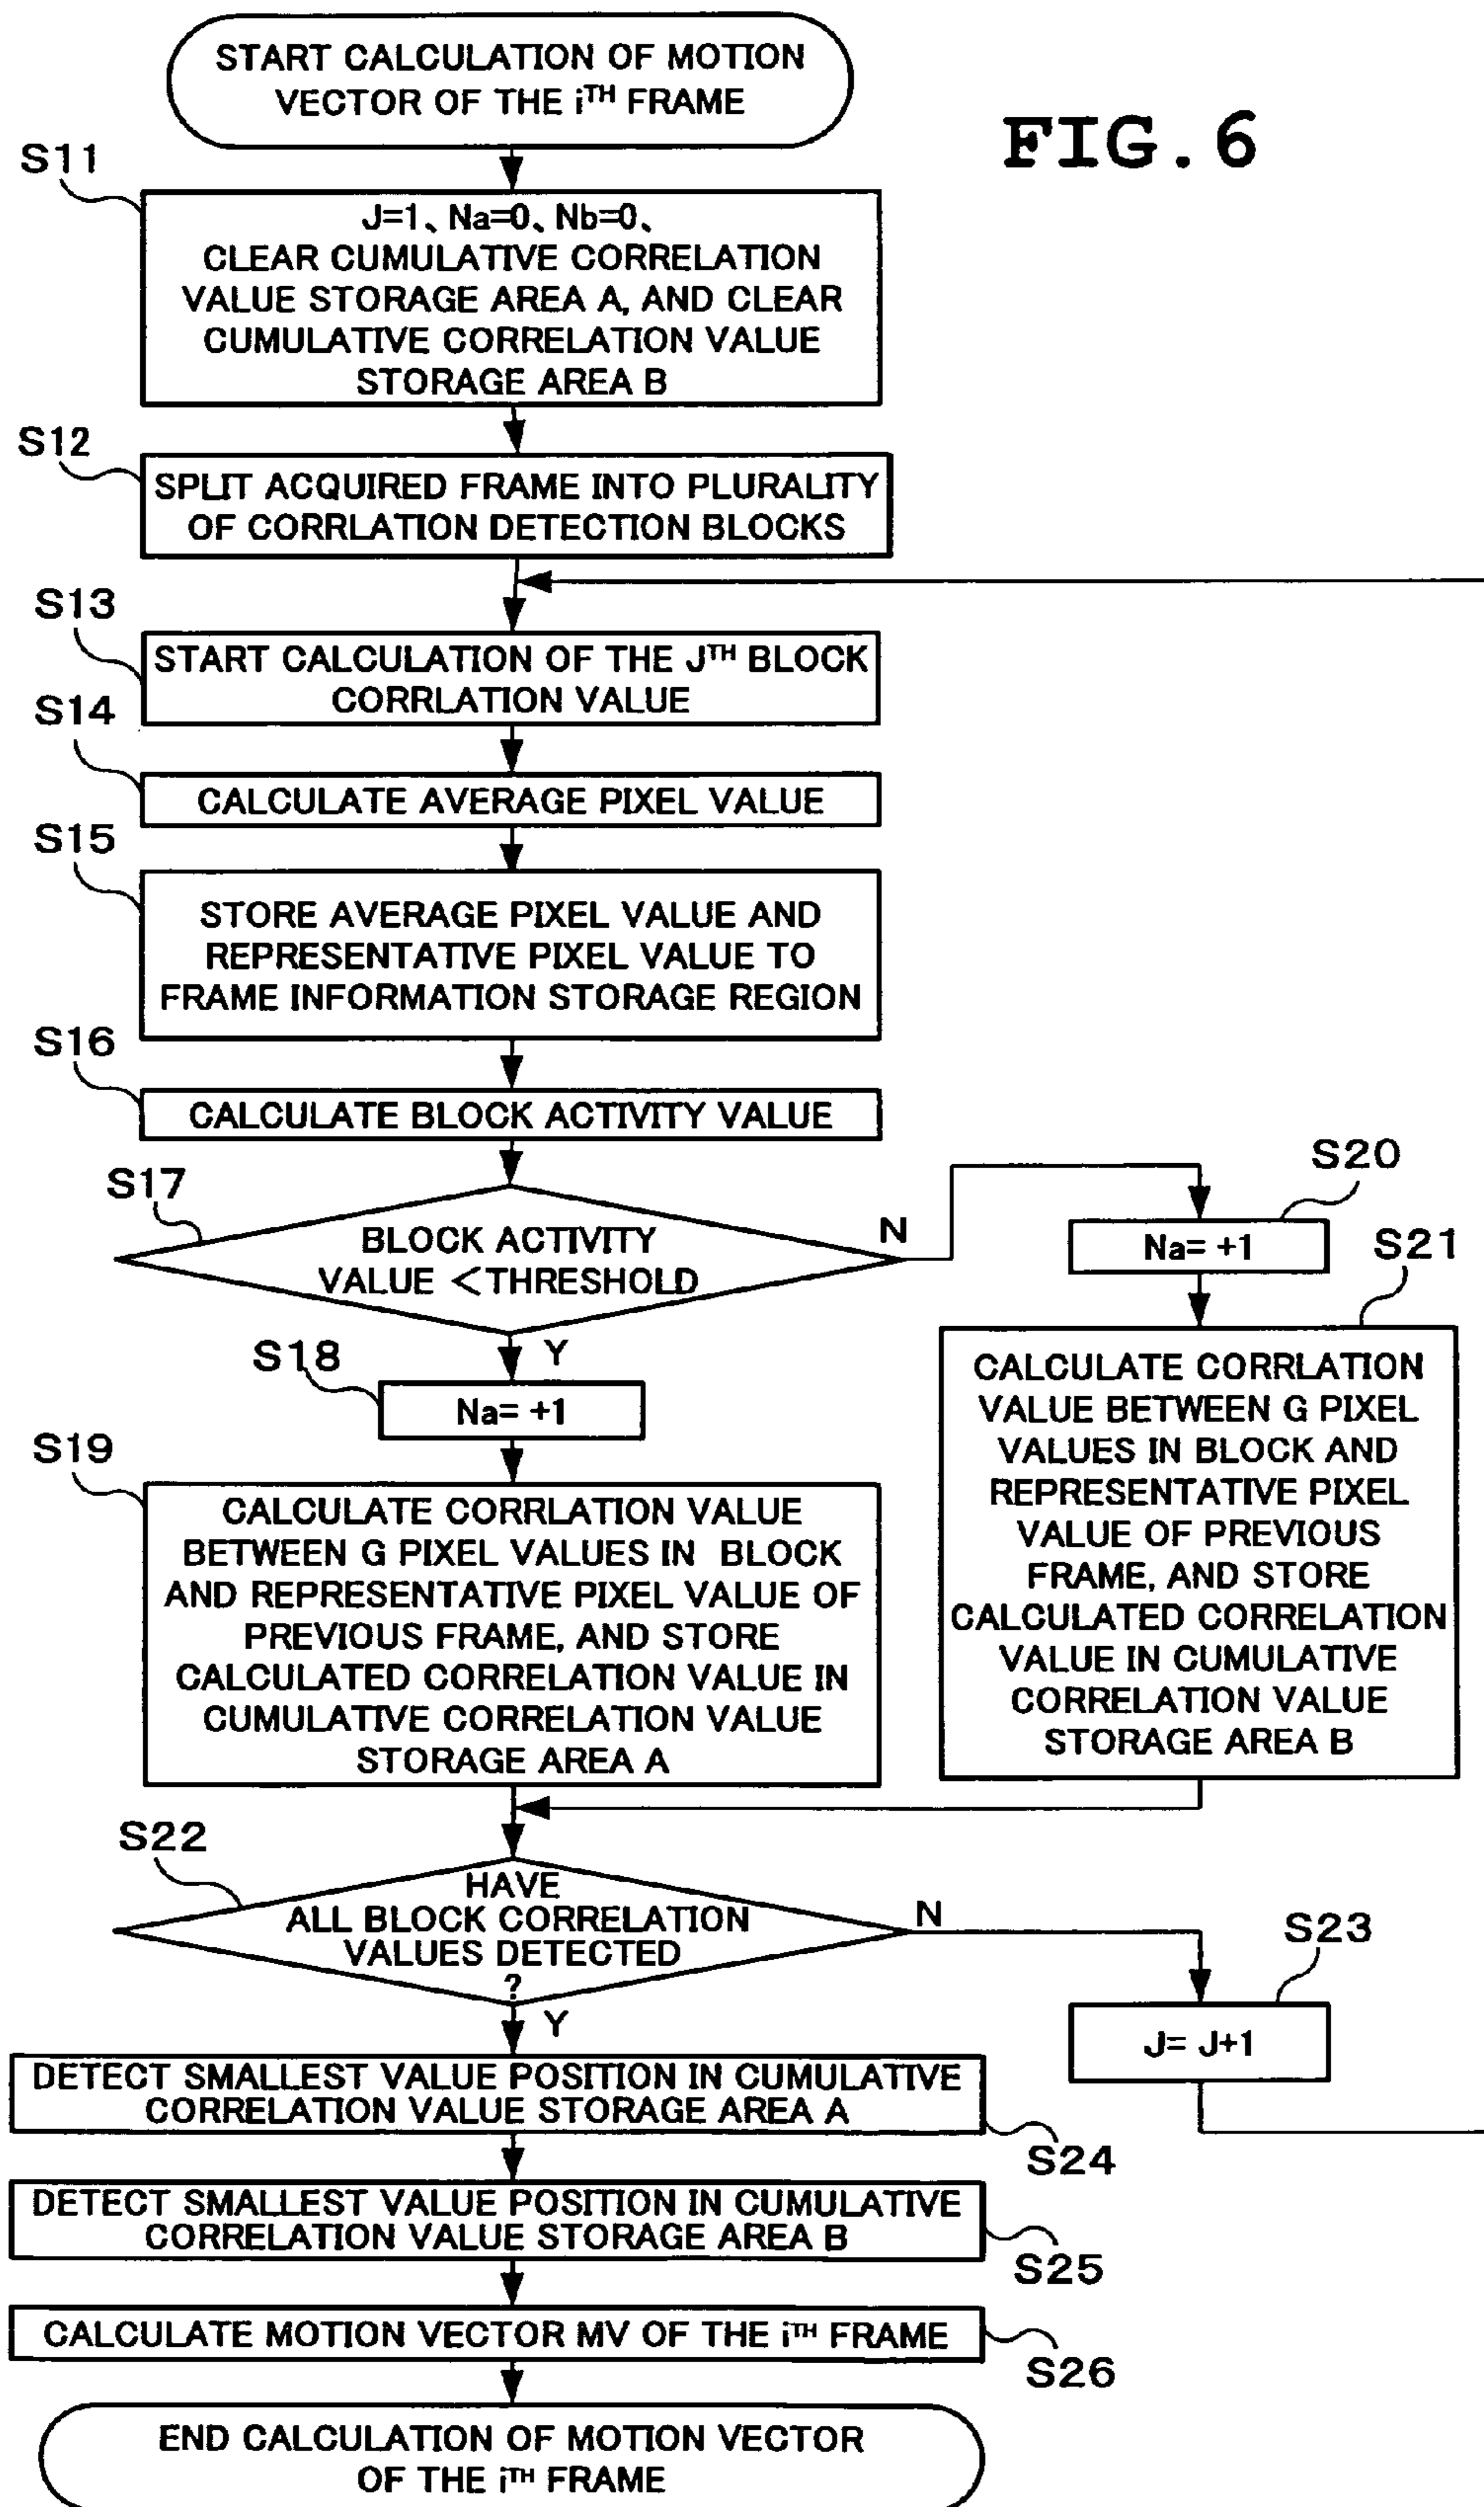 START CALCULATION OF MOTION
VECTOR OF THE iTH FRAME
FIG. 6
S11
J=1、Na=0、Nb=0、
CLEAR CUMULATIVE CORRELATION
VALUE STORAGE AREA A, AND CLEAR
CUMULATIVE CORRELATION VALUE
STORAGE AREA B
S12
SPLIT ACQUIRED FRAME INTO PLURALITY
OF CORRLATION DETECTION BLOCKS
S13
START CALCULATION OF THE JTH BLOCK
CORRLATION VALUE
S14
CALCULATE AVERAGE PIXEL VALUE
S15
STORE AVERAGE PIXEL VALUE AND
REPRESENTATIVE PIXEL VALUE TO
FRAME INFORMATION STORAGE REGION
S16
CALCULATE BLOCK ACTIVITY VALUE
S17
BLOCK ACTIVITY
VALUE <THRESHOLD
N
Y
S18
Na= +1
S19
CALCULATE CORRLATION VALUE
BETWEEN G PIXEL VALUES IN BLOCK
AND REPRESENTATIVE PIXEL VALUE OF
PREVIOUS FRAME, AND STORE
CALCULATED CORRELATION VALUE IN
CUMULATIVE CORRELATION VALUE
STORAGE AREA A
S20
Na= +1
S21
CALCULATE CORRLATION
VALUE BETWEEN G PIXEL
VALUES IN BLOCK AND
REPRESENTATIVE PIXEL
VALUE OF PREVIOUS
FRAME, AND STORE
CALCULATED CORRELATION
VALUE IN CUMULATIVE
CORRELATION VALUE
STORAGE AREA B
S22
HAVE
ALL BLOCK CORRELATION
VALUES DETECTED
?
N
Y
S23
J= J+1
DETECT SMALLEST VALUE POSITION IN CUMULATIVE
CORRELATION VALUE STORAGE AREA A
S24
DETECT SMALLEST VALUE POSITION IN CUMULATIVE
CORRELATION VALUE STORAGE AREA B
S25
CALCULATE MOTION VECTOR MV OF THE iTH FRAME
S26
END CALCULATION OF MOTION VECTOR
OF THE iTH FRAME